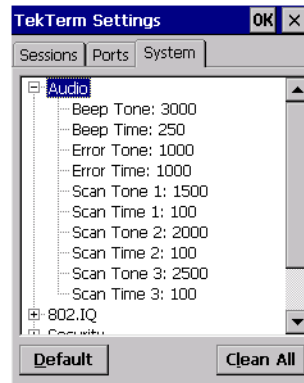 TekTerm Settings OK ×
Sessions Ports System
Audio
Beep Tone: 3000
Beep Time: 250
Error Tone: 1000
Error Time: 1000
Scan Tone 1: 1500
Scan Time 1: 100
Scan Tone 2: 2000
Scan Time 2: 100
Scan Tone 3: 2500
Scan Time 3: 100
802.IQ
Security
Default Clean All